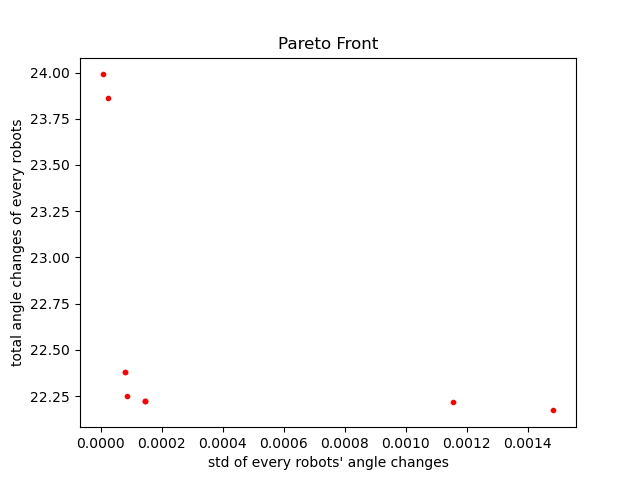 Pareto Front
total angle changes of every robots
24.00
23.75
23.50
23.25
23.00
22.75
22.50
22.25
0.0000 0.0002 0.0004 0.0006 0.0008 0.0010 0.0012 0.0014
std of every robots' angle changes